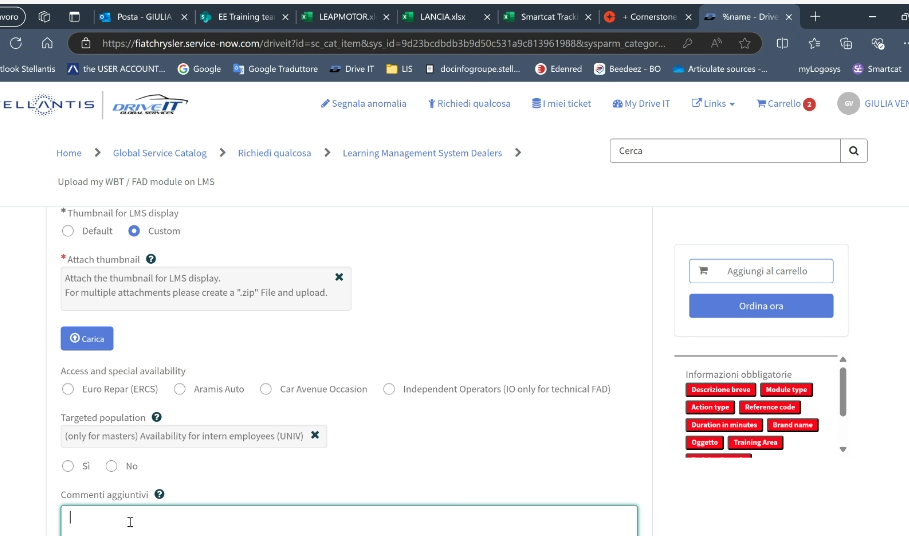 avoro
Posta - GIULIA
EE Training tea
LEAPMOTOR.xl
LANCIA.xlsx
Smartcat Track
+ Cornerstone
%name - Drive
https://fiatchrysler.service-now.com/driveit?id=sc_cat_item&sys_id=9d23bcdbdb3b9d50c531a9c813961988&sysparm_categor...
tlook Stellantis
the USER ACCOUNT...
Google
Google Traduttore
Drive IT
LIS
docinfogroupe.stell...
Edenred
Beedeez - BO
Articulate sources -...
myLogosys
Smartcat
TELLANTIS
DRIVEIT
GLOBAL SERVICES
Segnala anomalia
Richiedi qualcosa
I miei ticket
My Drive IT
Links
Carrello 2
GV
GIULIA VEN
Home > Global Service Catalog > Richiedi qualcosa > Learning Management System Dealers >
Cerca
Upload my WBT / FAD module on LMS
* Thumbnail for LMS display
Default
Custom
* Attach thumbnail
Attach the thumbnail for LMS display.
For multiple attachments please create a ".zip" File and upload.
Carica
Access and special availability
Euro Repar (ERCS)
Aramis Auto
Car Avenue Occasion
Independent Operators (IO only for technical FAD)
Targeted population
(only for masters) Availability for intern employees (UNIV)
Sì
No
Commenti aggiuntivi
Aggiungi al carrello
Ordina ora
Informazioni obbligatorie
Descrizione breve
Module type
Action type
Reference code
Duration in minutes
Brand name
Oggetto
Training Area